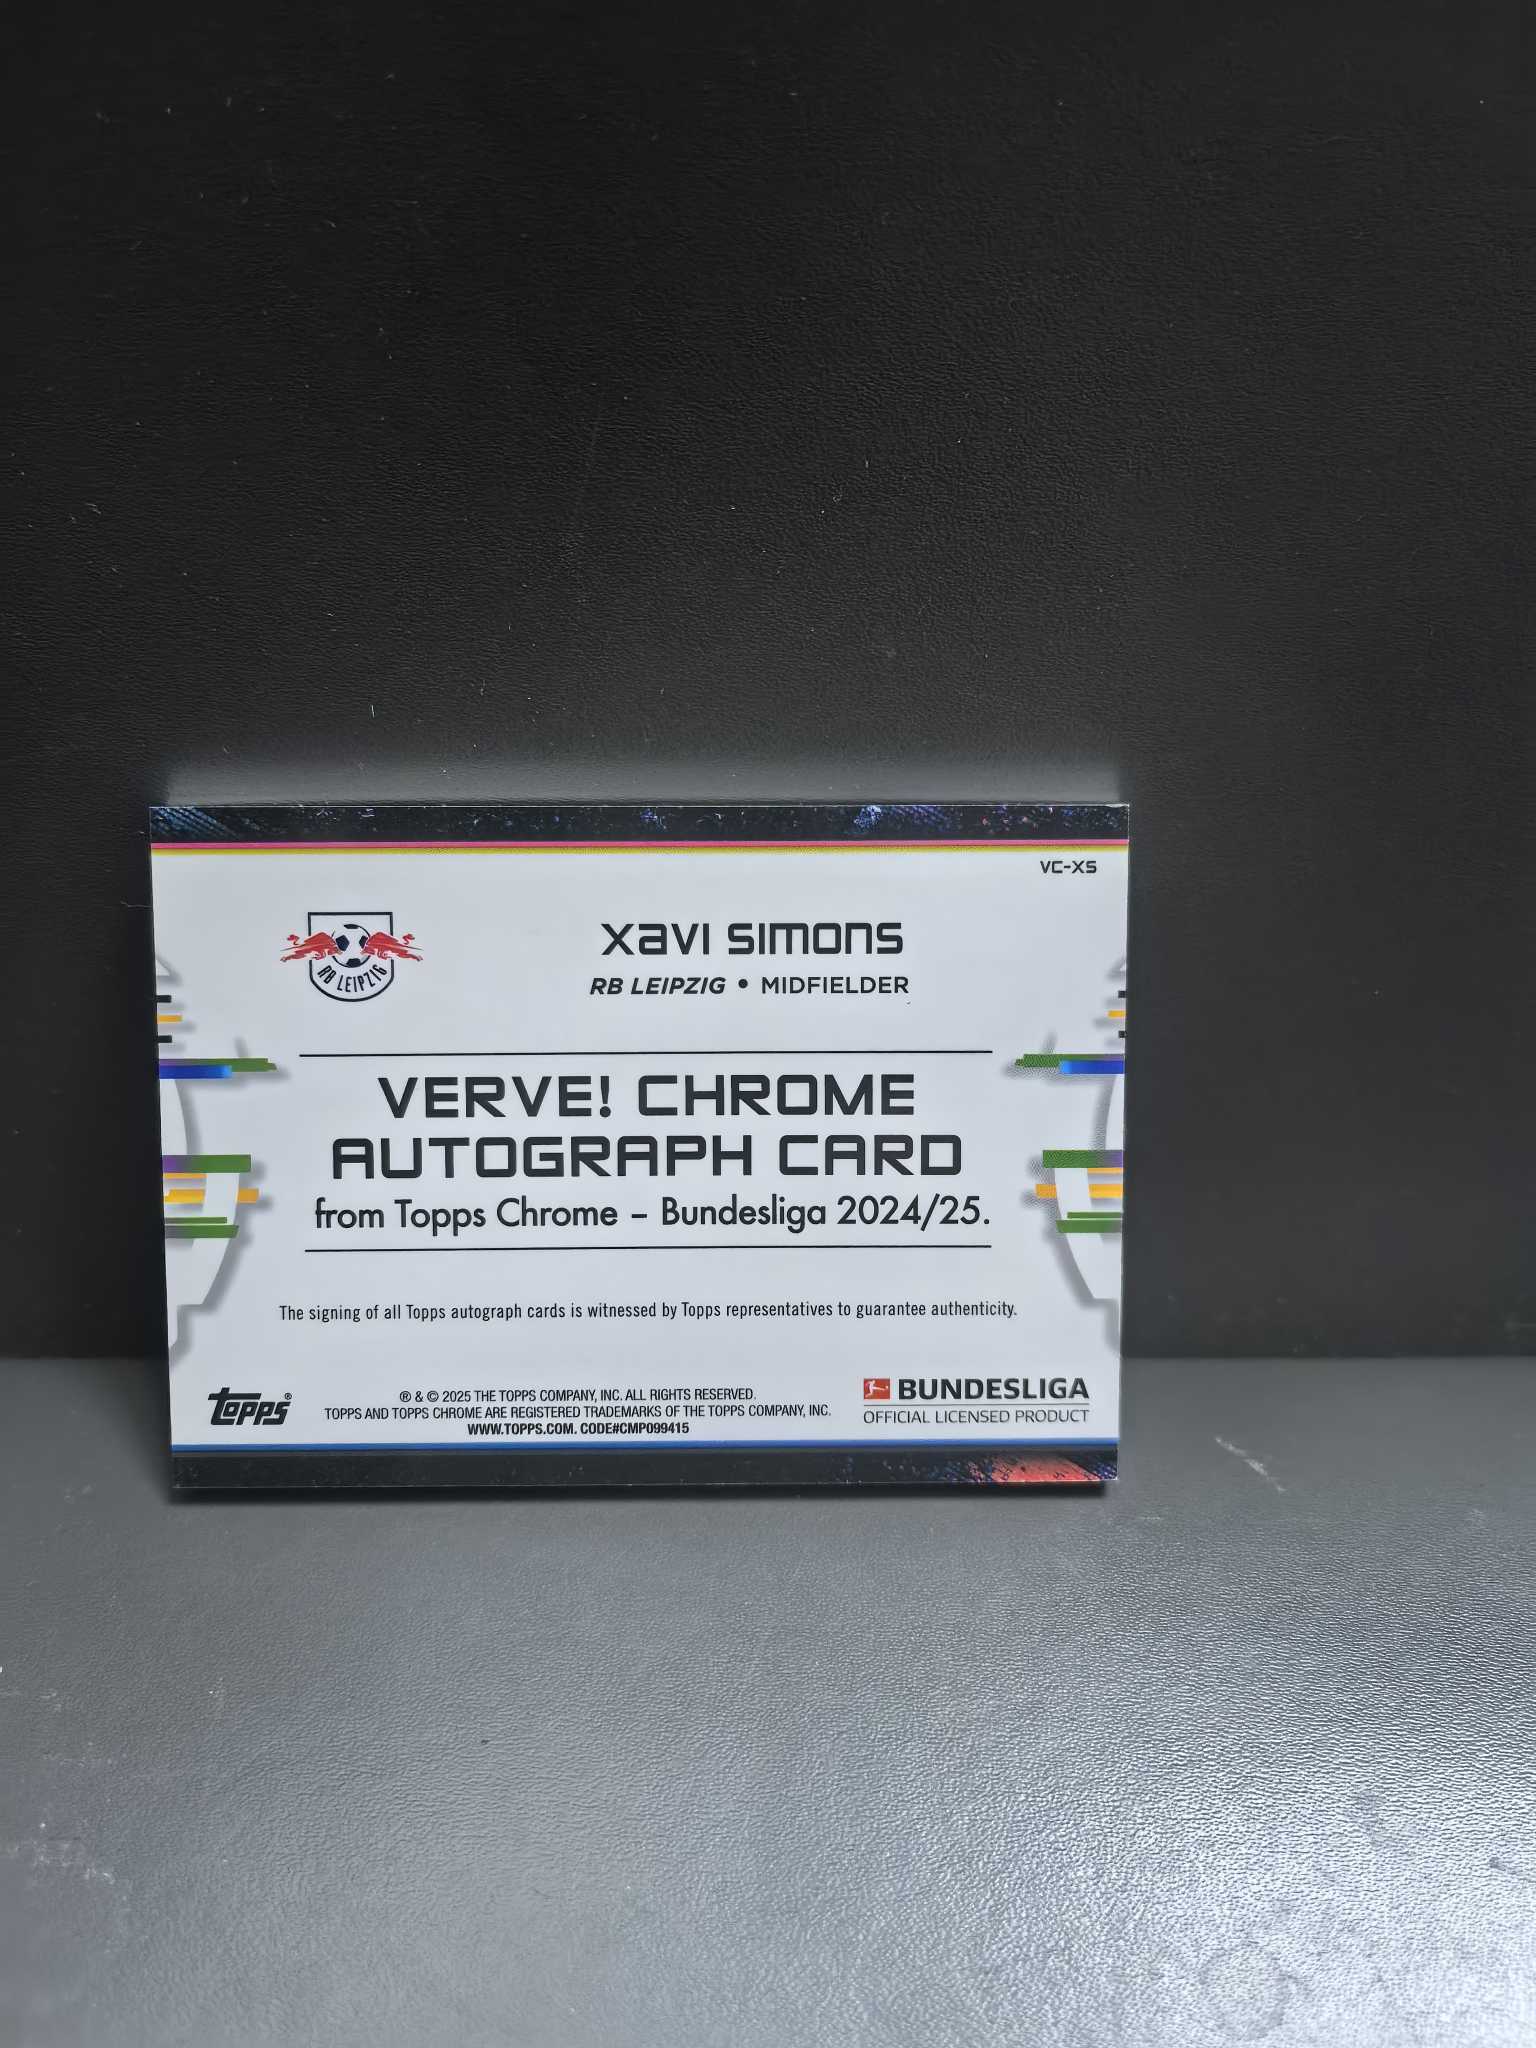 VC-XS
RB LEIPZIG
XAVI SIMONS
RB LEIPZIG • MIDFIELDER
VERVE! CHROME
AUTOGRAPH CARD
from Topps Chrome – Bundesliga 2024/25.
The signing of all Topps autograph cards is witnessed by Topps representatives to guarantee authenticity.
topps®
® & © 2025 THE TOPPS COMPANY, INC. ALL RIGHTS RESERVED.
TOPPS AND TOPPS CHROME ARE REGISTERED TRADEMARKS OF THE TOPPS COMPANY, INC.
WWW.TOPPS.COM. CODE#CMP099415
BUNDESLIGA
OFFICIAL LICENSED PRODUCT